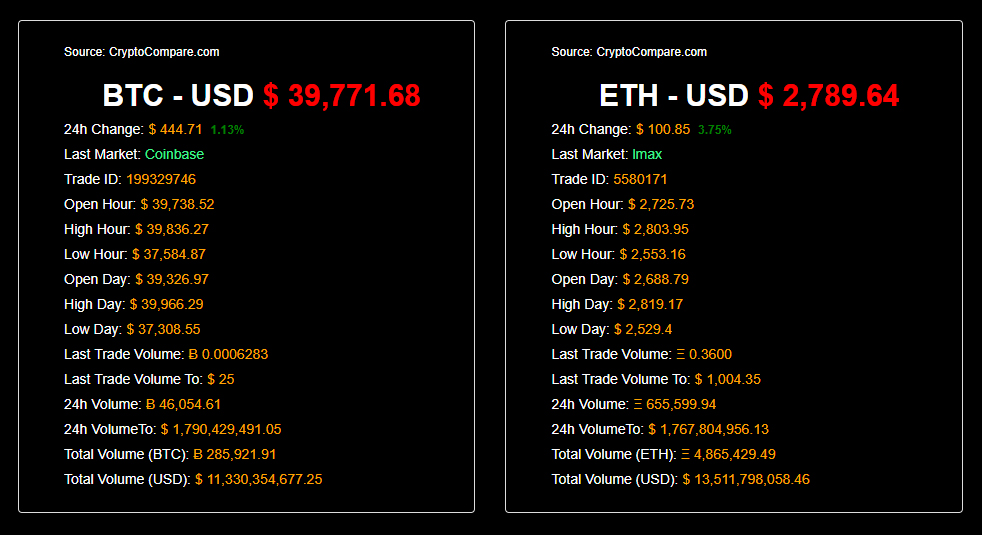 Source: CryptoCompare.com
BTC - USD $ 39,771.68
24h Change: $ 444.71 1.13%
Last Market: Coinbase
Trade ID: 199329746
Open Hour: $ 39,738.52
High Hour: $ 39,836.27
Low Hour: $ 37,584.87
Open Day: $ 39,326.97
High Day: $ 39,966.29
Low Day: $ 37,308.55
Last Trade Volume: Ƀ 0.0006283
Last Trade Volume To: $ 25
24h Volume: Ƀ 46,054.61
24h VolumeTo: $ 1,790,429,491.05
Total Volume (BTC): Ƀ 285,921.91
Total Volume (USD): $ 11,330,354,677.25
Source: CryptoCompare.com
ETH - USD $ 2,789.64
24h Change: $ 100.85 3.75%
Last Market: lmax
Trade ID: 5580171
Open Hour: $ 2,725.73
High Hour: $ 2,803.95
Low Hour: $ 2,553.16
Open Day: $ 2,688.79
High Day: $ 2,819.17
Low Day: $ 2,529.4
Last Trade Volume: Ξ 0.3600
Last Trade Volume To: $ 1,004.35
24h Volume: Ξ 655,599.94
24h VolumeTo: $ 1,767,804,956.13
Total Volume (ETH): Ξ 4,865,429.49
Total Volume (USD): $ 13,511,798,058.46